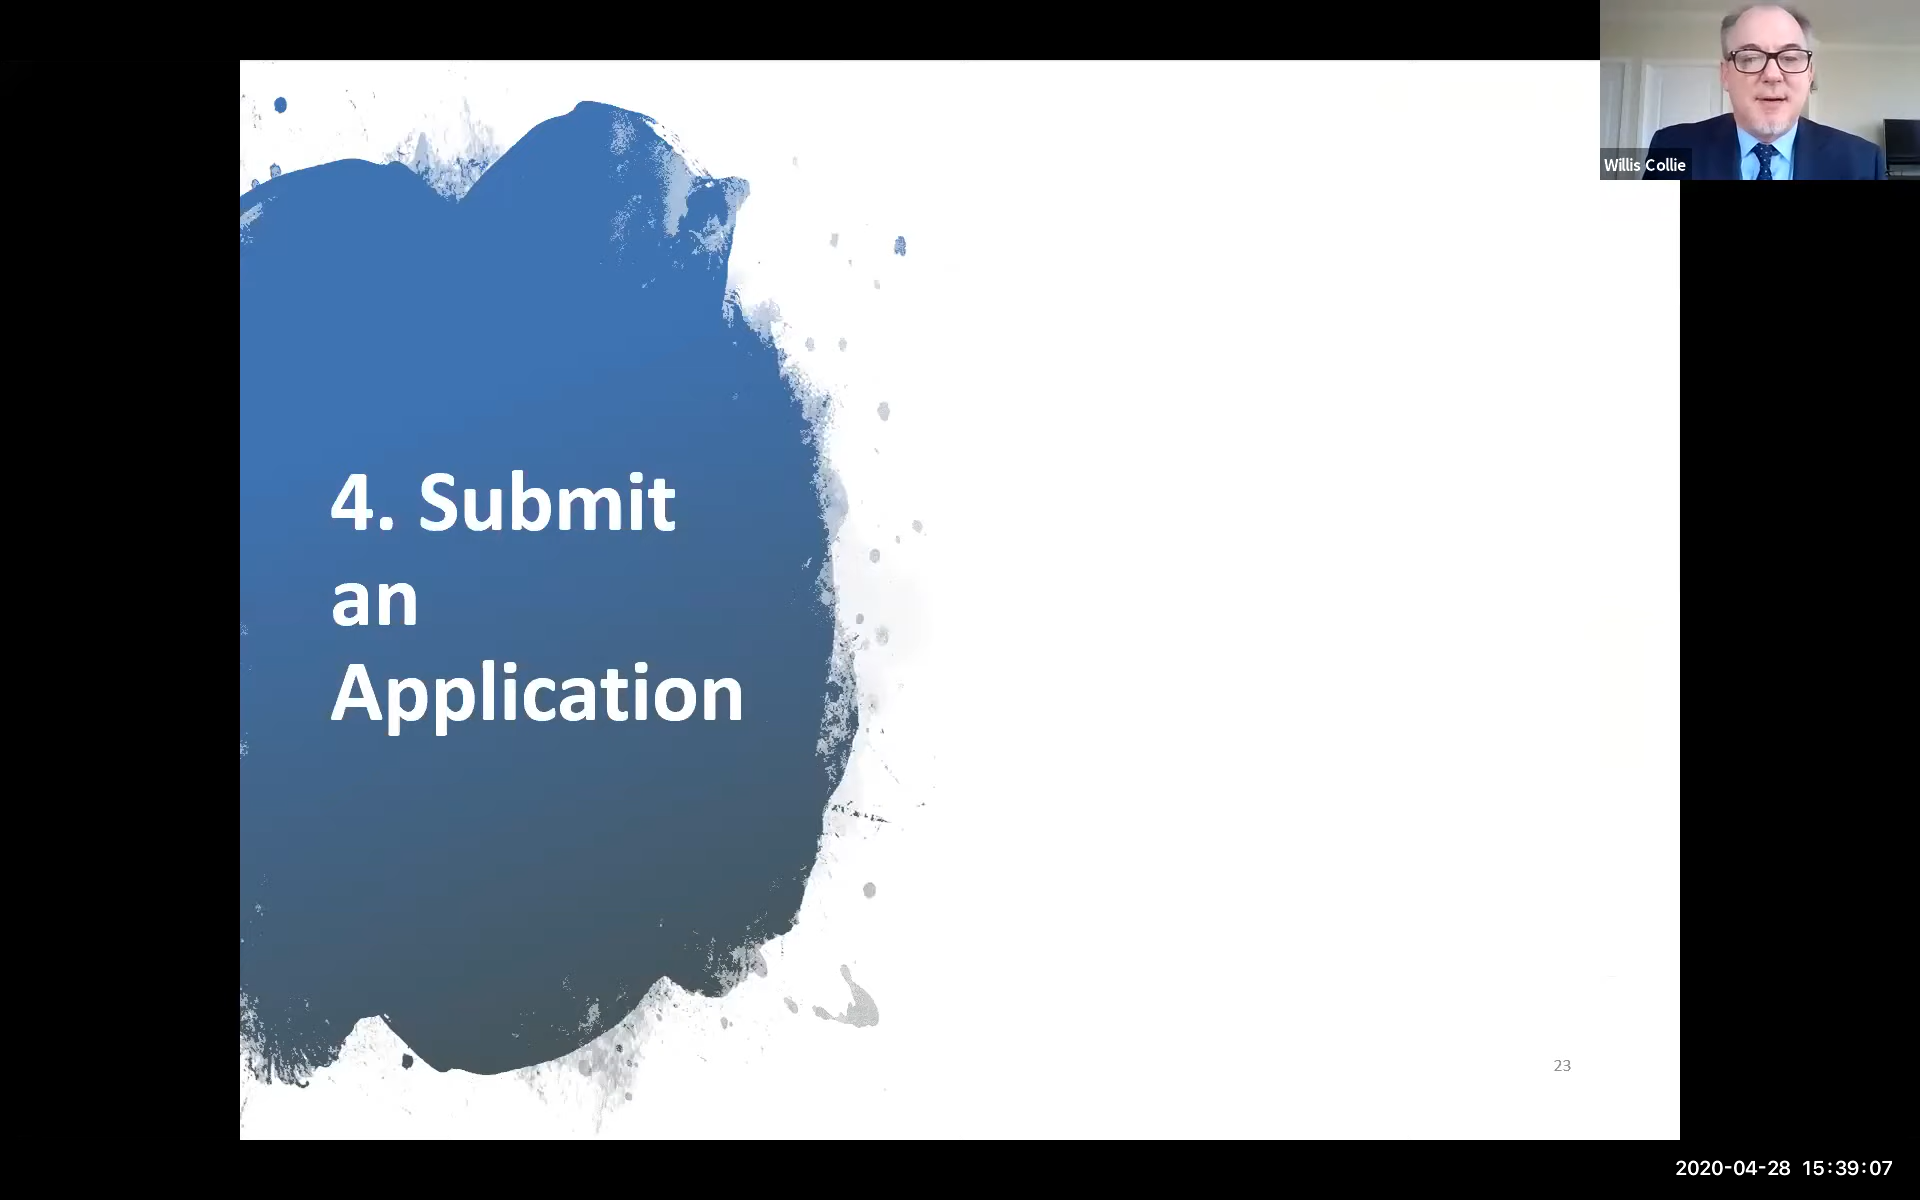 Willis Collie
4. Submit
an
Application
23
2020-04-28 15:39:07